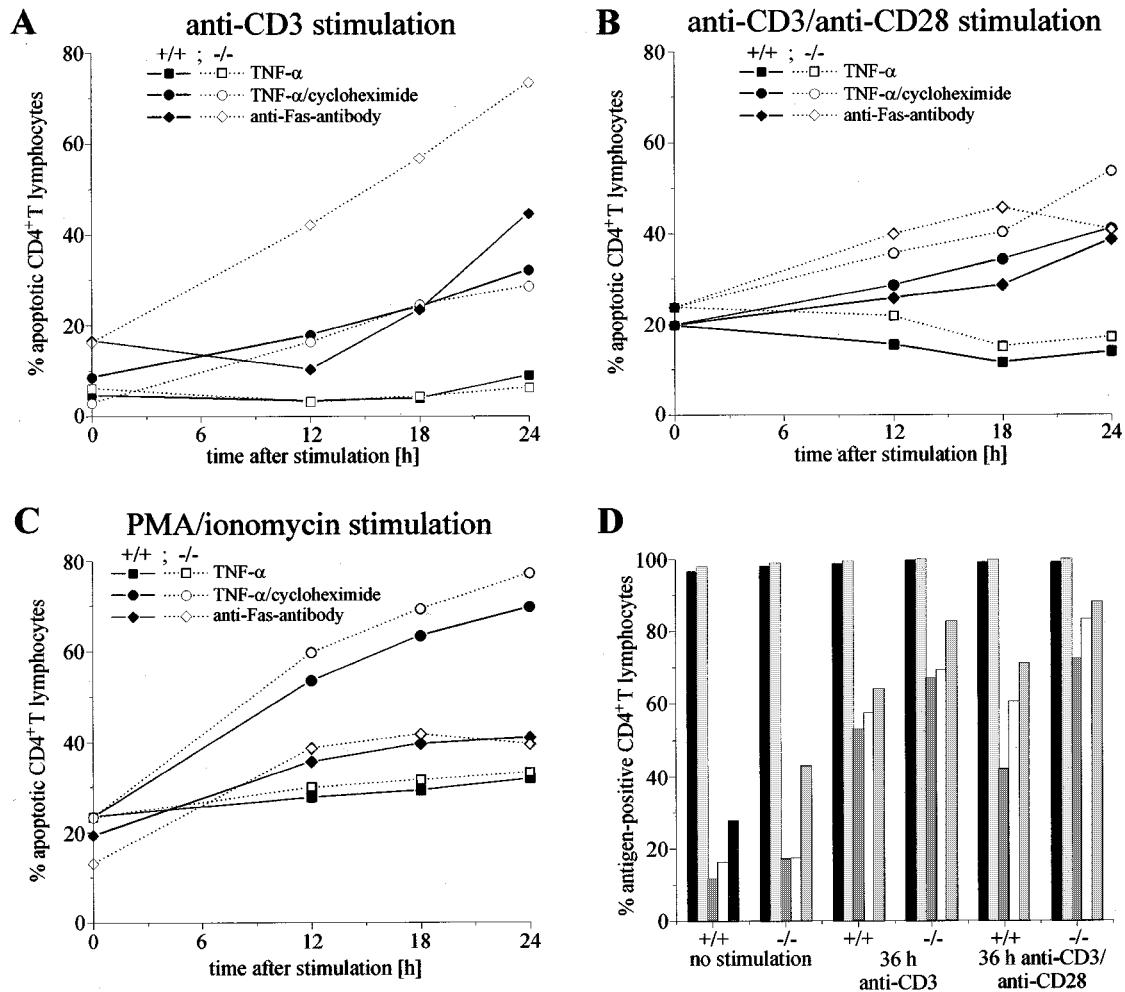 A
anti-CD3 stimulation
+/+ ; -/-
TNF-α
TNF-α/cycloheximide
anti-Fas-antibody
% apoptotic CD4⁺T lymphocytes
80
60
40
20
0
0 6 12 18 24
time after stimulation [h]
B
anti-CD3/anti-CD28 stimulation
+/+ ; -/-
TNF-α
TNF-α/cycloheximide
anti-Fas-antibody
% apoptotic CD4⁺T lymphocytes
80
60
40
20
0
0 6 12 18 24
time after stimulation [h]
C
PMA/ionomycin stimulation
+/+ ; -/-
TNF-α
TNF-α/cycloheximide
anti-Fas-antibody
% apoptotic CD4⁺T lymphocytes
80
60
40
20
0
0 6 12 18 24
time after stimulation [h]
D
% antigen-positive CD4⁺T lymphocytes
100
80
60
40
20
0
+/+ -/- +/+ -/- +/+ -/-
no stimulation 36 h 36 h anti-CD3/
anti-CD3 anti-CD28